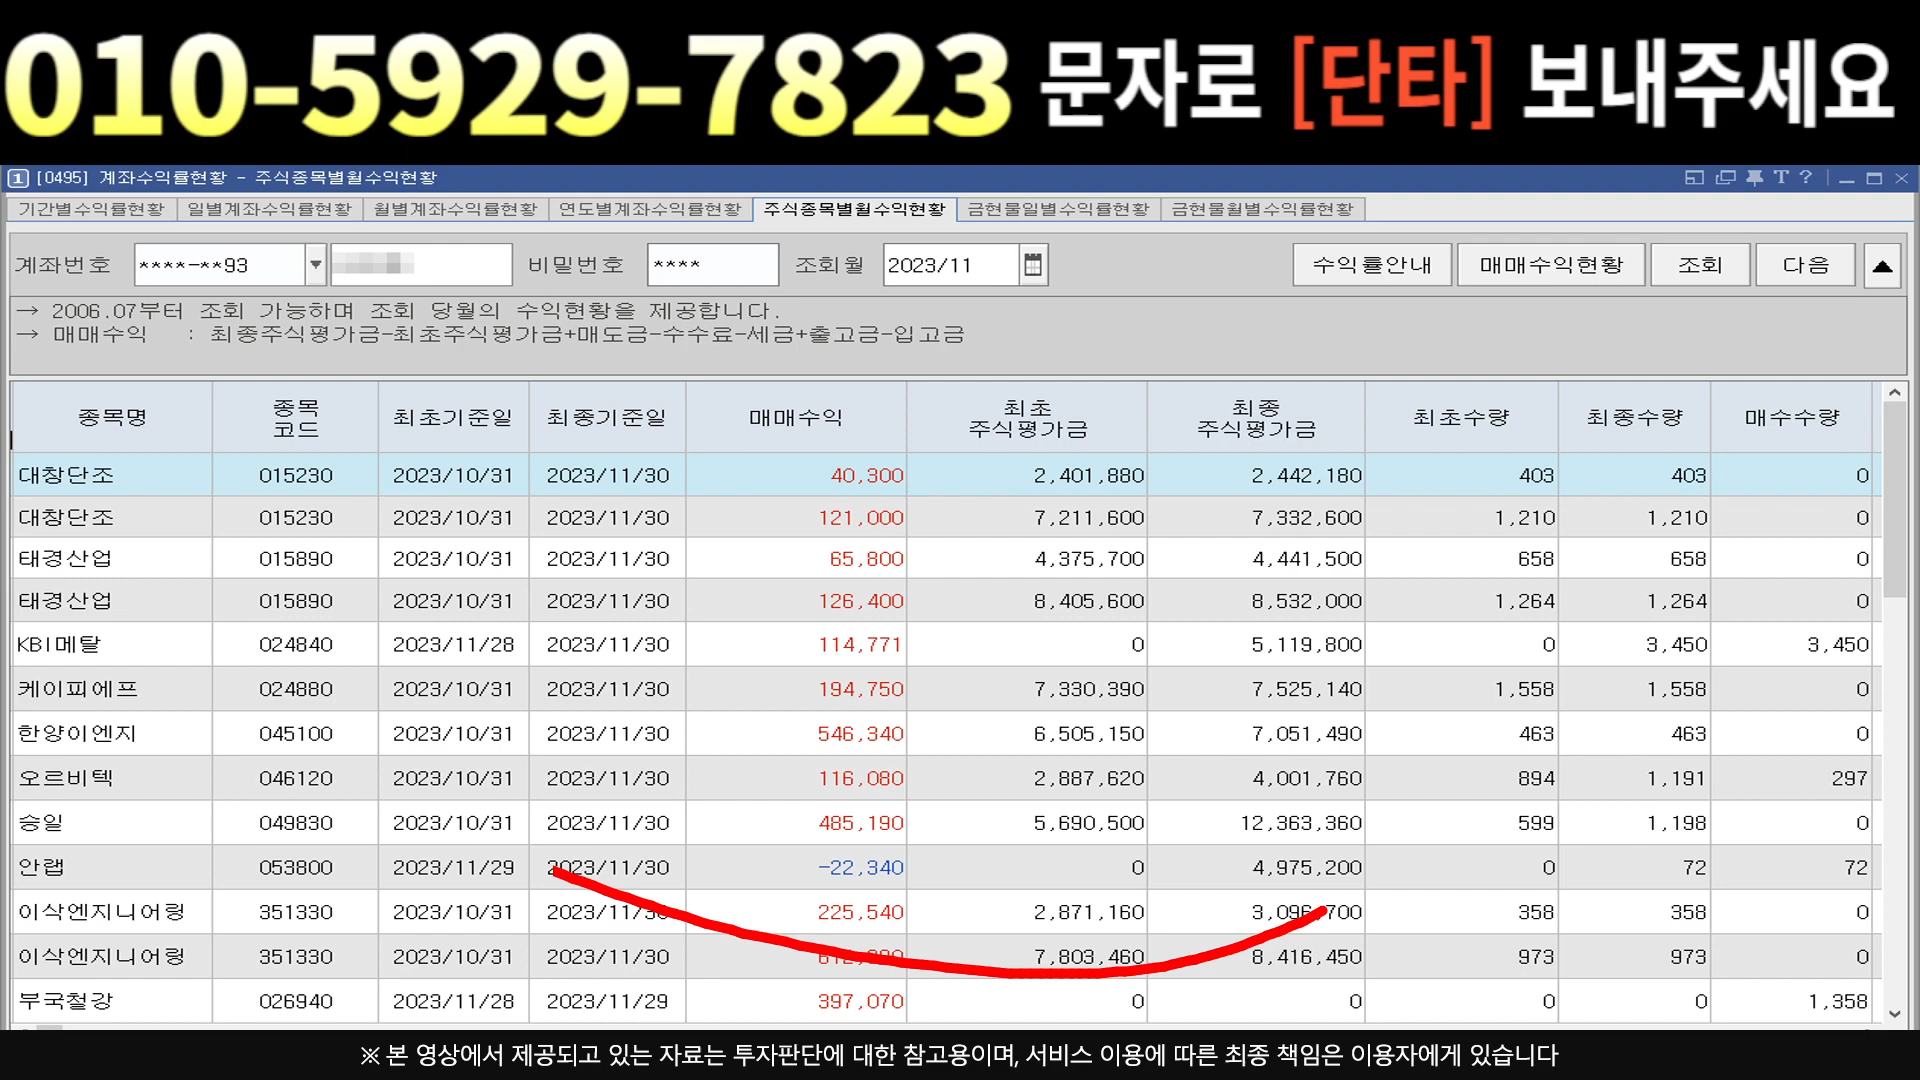 010-5929-7823 문자로 [단타] 보내주세요
1 [0495] 계좌수익률현황 - 주식종목별월수익현황
기간별수익률현황 일별계좌수익률현황 월별계좌수익률현황 연도별계좌수익률현황 주식종목별월수익현황 금현물일별수익률현황 금현물월별수익률현황
계좌번호 ****-**93 비밀번호 **** 조회월 2023/11 수익률안내 매매수익현황 조회 다음
→ 2006.07부터 조회 가능하며 조회 당월의 수익현황을 제공합니다.
→ 매매수익 : 최종주식평가금-최초주식평가금+매도금-수수료-세금+출고금-입고금
종목명 종목코드 최초기준일 최종기준일 매매수익 최초주식평가금 최종주식평가금 최초수량 최종수량 매수수량
대창단조 015230 2023/10/31 2023/11/30 40,300 2,401,880 2,442,180 403 403 0
대창단조 015230 2023/10/31 2023/11/30 121,000 7,211,600 7,332,600 1,210 1,210 0
태경산업 015890 2023/10/31 2023/11/30 65,800 4,375,700 4,441,500 658 658 0
태경산업 015890 2023/10/31 2023/11/30 126,400 8,405,600 8,532,000 1,264 1,264 0
KBI메탈 024840 2023/11/28 2023/11/30 114,771 0 5,119,800 0 3,450 3,450
케이피에프 024880 2023/10/31 2023/11/30 194,750 7,330,390 7,525,140 1,558 1,558 0
한양이엔지 045100 2023/10/31 2023/11/30 546,340 6,505,150 7,051,490 463 463 0
오르비텍 046120 2023/10/31 2023/11/30 116,080 2,887,620 4,001,760 894 1,191 297
승일 049830 2023/10/31 2023/11/30 485,190 5,690,500 12,363,360 599 1,198 0
안랩 053800 2023/11/29 2023/11/30 -22,340 0 4,975,200 0 72 72
이삭엔지니어링 351330 2023/10/31 2023/11/30 225,540 2,871,160 3,096,700 358 358 0
이삭엔지니어링 351330 2023/10/31 2023/11/30 7,803,460 8,416,450 973 973 0
부국철강 026940 2023/11/28 2023/11/29 397,070 0 0 0 0 1,358
※ 본 영상에서 제공되고 있는 자료는 투자판단에 대한 참고용이며, 서비스 이용에 따른 최종 책임은 이용자에게 있습니다